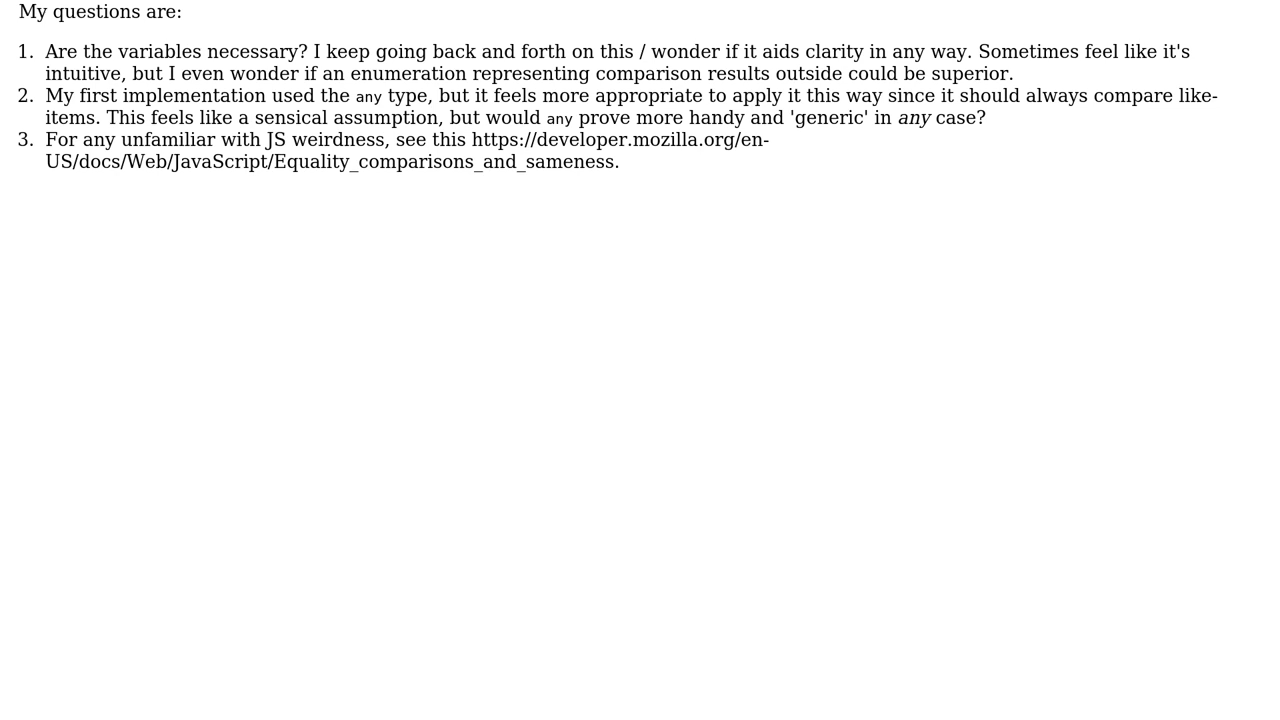 My questions are:
1. Are the variables necessary? I keep going back and forth on this / wonder if it aids clarity in any way. Sometimes feel like it's
intuitive, but I even wonder if an enumeration representing comparison results outside could be superior.
2. My first implementation used the any type, but it feels more appropriate to apply it this way since it should always compare like-
items. This feels like a sensical assumption, but would any prove more handy and 'generic' in any case?
3. For any unfamiliar with JS weirdness, see this https://developer.mozilla.org/en-
US/docs/Web/JavaScript/Equality_comparisons_and_sameness.